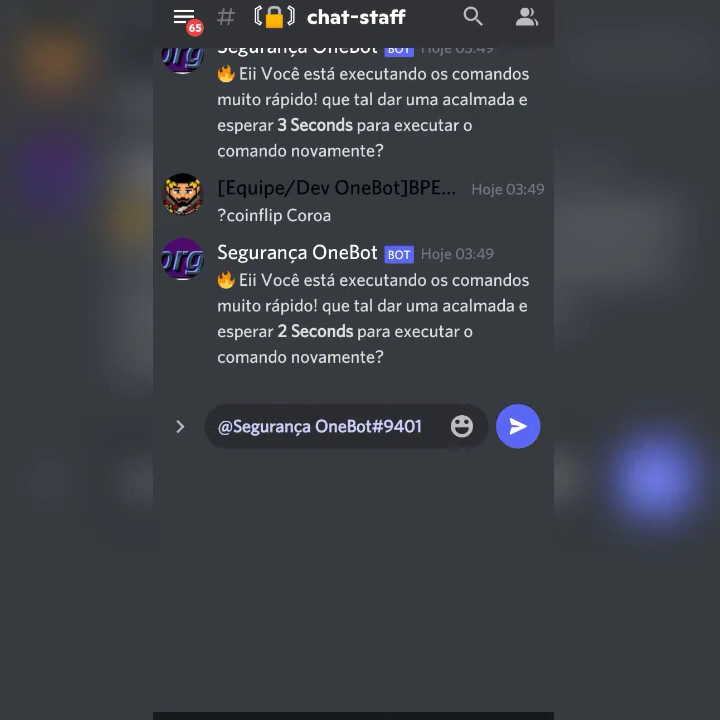 65
# 〘🔒〙 chat-staff
Segurança OneBot BOT Hoje 03:49
🔥Eii Você está executando os comandos
muito rápido! que tal dar uma acalmada e
esperar 3 Seconds para executar o
comando novamente?
[Equipe/Dev OneBot]BPE... Hoje 03:49
?coinflip Coroa
org
Segurança OneBot BOT Hoje 03:49
🔥Eii Você está executando os comandos
muito rápido! que tal dar uma acalmada e
esperar 2 Seconds para executar o
comando novamente?
@Segurança OneBot#9401